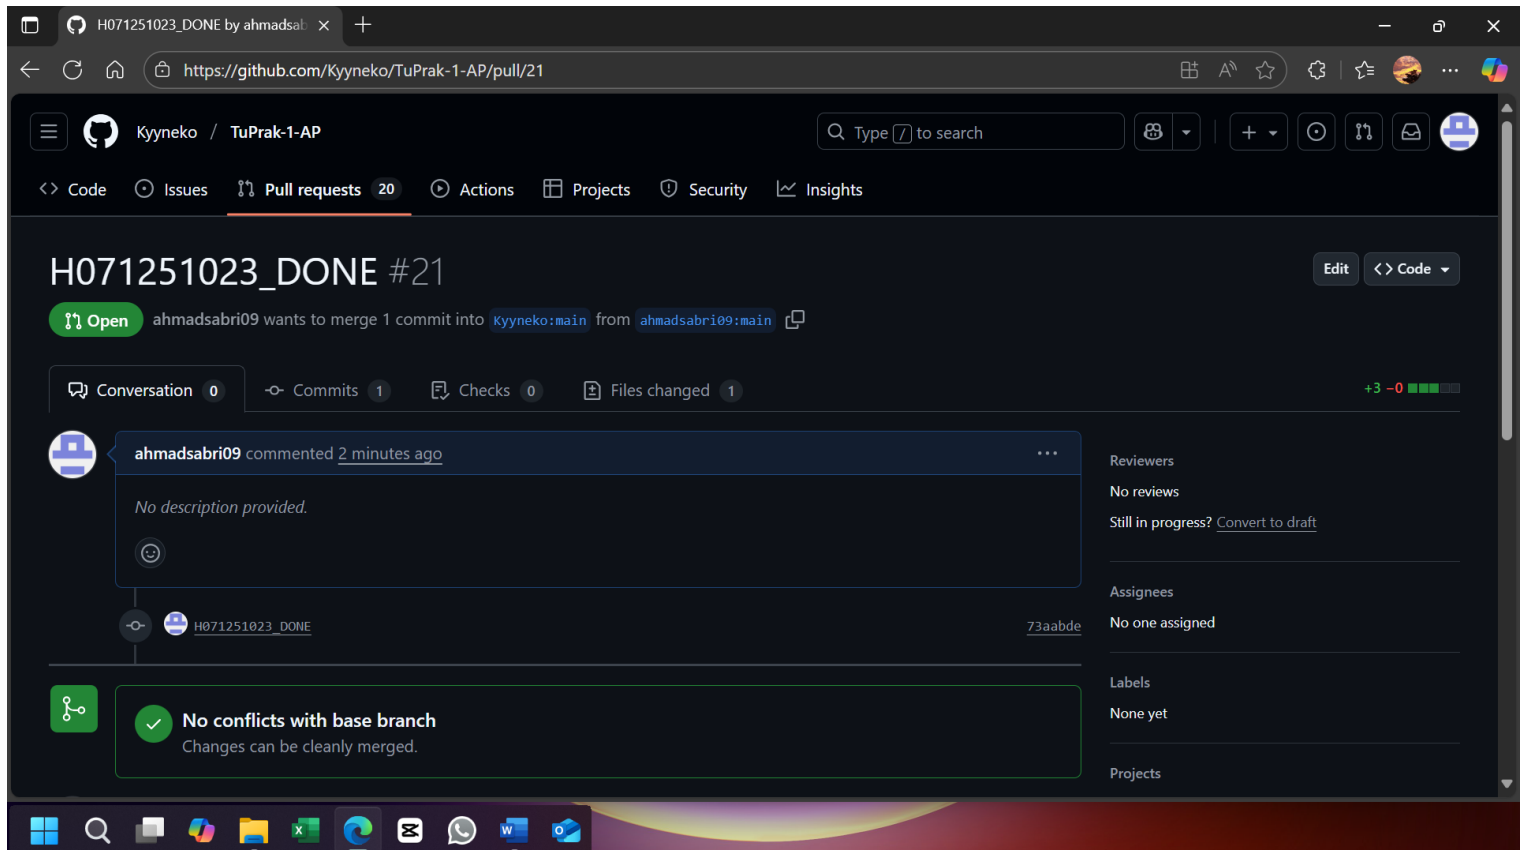 H071251023_DONE by ahmadsab
https://github.com/Kyyneko/TuPrak-1-AP/pull/21
Kyyneko / TuPrak-1-AP
Type / to search
Code
Issues
Pull requests 20
Actions
Projects
Security
Insights
H071251023_DONE #21
Edit
Code
Open
ahmadsabri09 wants to merge 1 commit into Kyyneko:main from ahmadsabri09:main
Conversation 0
Commits 1
Checks 0
Files changed 1
+3 −0
ahmadsabri09 commented 2 minutes ago
No description provided.
H071251023_DONE
73aabde
No conflicts with base branch
Changes can be cleanly merged.
Reviewers
No reviews
Still in progress? Convert to draft
Assignees
No one assigned
Labels
None yet
Projects